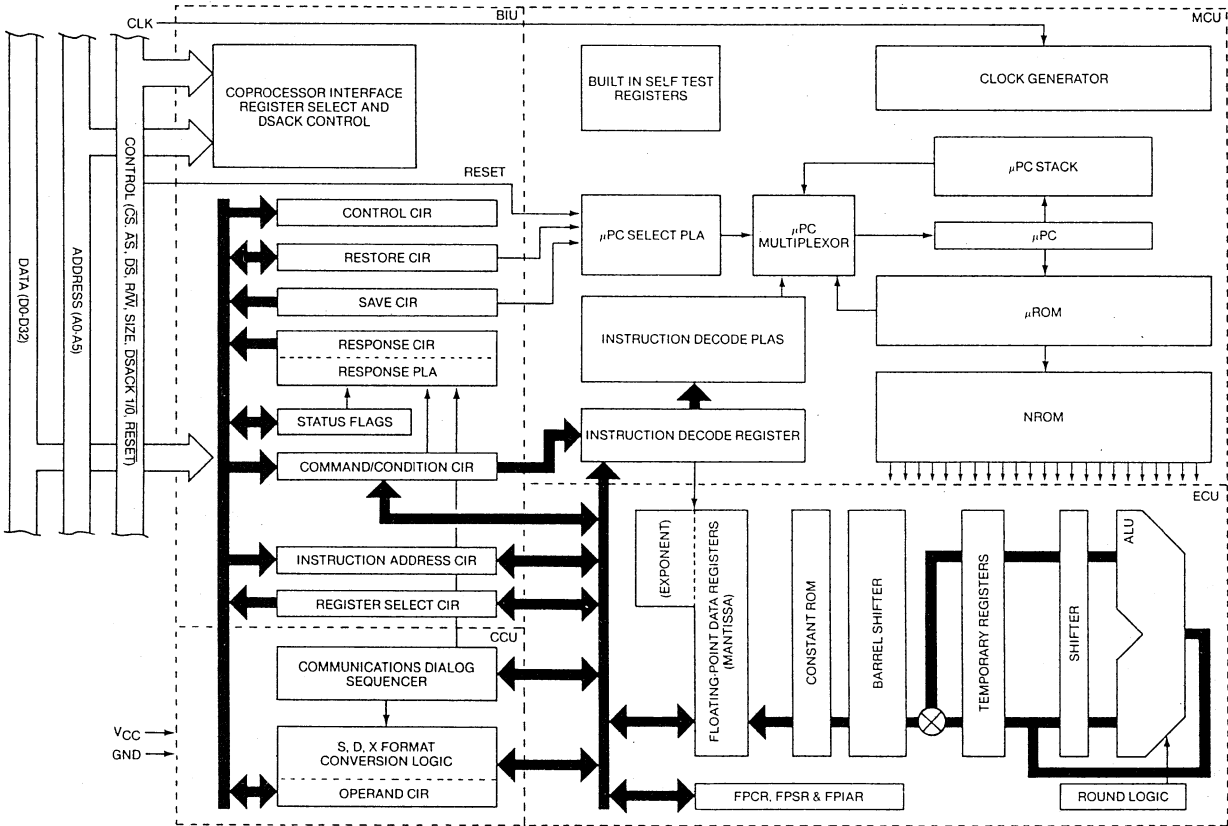 CLK
BIU
MCU
DATA (D0-D32)
ADDRESS (A0-A5)
CONTROL (C̅S̅, A̅S̅, D̅S̅, R/W̅, SIZE, D̅S̅A̅C̅K̅ 1/0̅, R̅E̅S̅E̅T̅)
COPROCESSOR INTERFACE
REGISTER SELECT AND
DSACK CONTROL
BUILT IN SELF TEST
REGISTERS
CLOCK GENERATOR
RESET
CONTROL CIR
RESTORE CIR
SAVE CIR
RESPONSE CIR
RESPONSE PLA
STATUS FLAGS
COMMAND/CONDITION CIR
INSTRUCTION ADDRESS CIR
REGISTER SELECT CIR
µPC SELECT PLA
µPC
MULTIPLEXOR
µPC STACK
µPC
µROM
NROM
INSTRUCTION DECODE PLAS
INSTRUCTION DECODE REGISTER
CCU
COMMUNICATIONS DIALOG
SEQUENCER
S, D, X FORMAT
CONVERSION LOGIC
OPERAND CIR
VCC
GND
ECU
(EXPONENT)
FLOATING-POINT DATA REGISTERS
(MANTISSA)
CONSTANT ROM
BARREL SHIFTER
TEMPORARY REGISTERS
SHIFTER
ALU
FPCR, FPSR & FPIAR
ROUND LOGIC